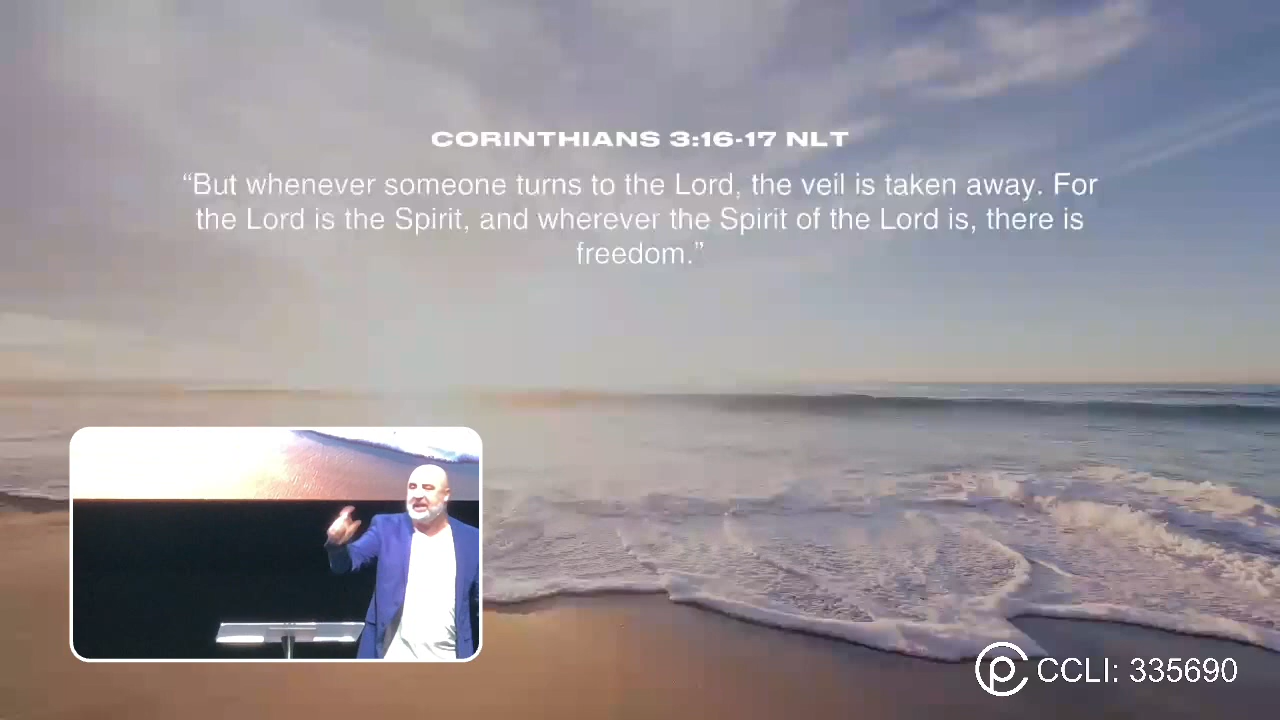 CORINTHIANS 3:16-17 NLT
“But whenever someone turns to the Lord, the veil is taken away. For
the Lord is the Spirit, and wherever the Spirit of the Lord is, there is
freedom.”
CCLI: 335690